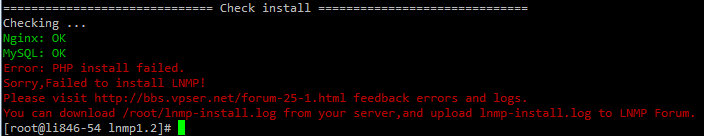 ============================== Check install ==============================
Checking ...
Nginx: OK
MySQL: OK
Error: PHP install failed.
Sorry,Failed to install LNMP!
Please visit http://bbs.vpser.net/forum-25-1.html feedback errors and logs.
You can download /root/lnmp-install.log from your server,and upload lnmp-install.log to LNMP Forum.
[root@li846-54 lnmp1.2]#